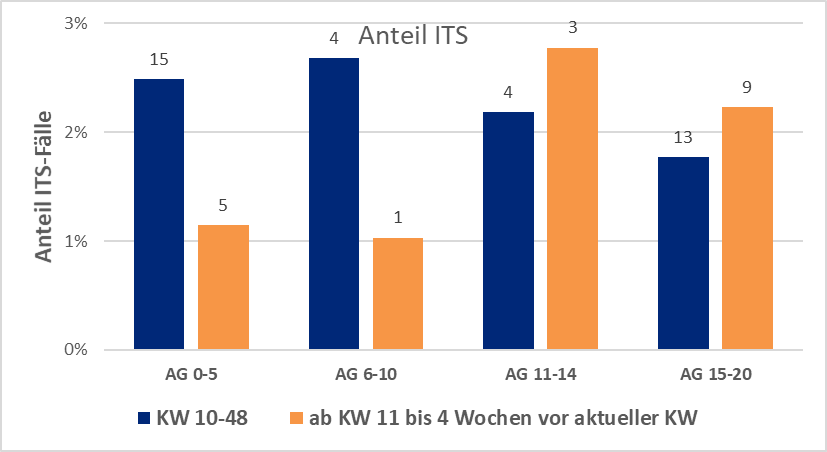 Anteil ITS
3%
2%
1%
0%
Anteil ITS-Fälle
15
5
4
1
4
3
13
9
AG 0-5
AG 6-10
AG 11-14
AG 15-20
KW 10-48
ab KW 11 bis 4 Wochen vor aktueller KW